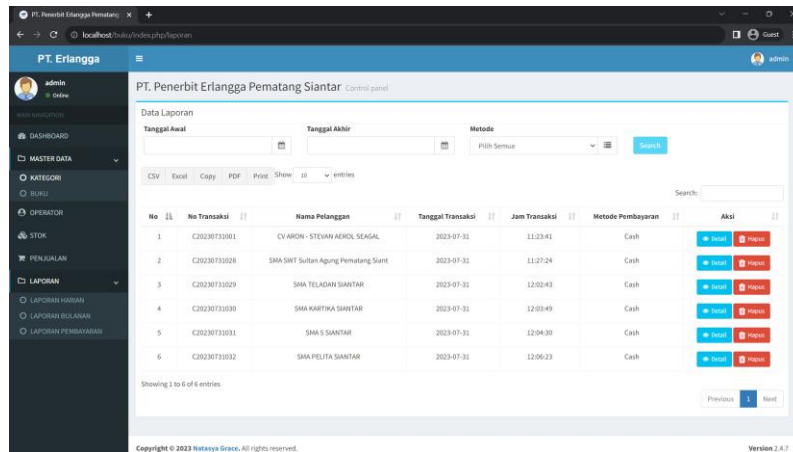 PT. Penerbit Erlangga Pematang
localhost/buku/index.php/laporan
Guest
PT. Erlangga
admin
admin
Online
MAIN NAVIGATION
DASHBOARD
MASTER DATA
KATEGORI
BUKU
OPERATOR
STOK
PENJUALAN
LAPORAN
LAPORAN HARIAN
LAPORAN BULANAN
LAPORAN PEMBAYARAN
PT. Penerbit Erlangga Pematang Siantar Control panel
Data Laporan
Tanggal Awal Tanggal Akhir Metode
Pilih Semua Search
CSV Excel Copy PDF Print Show 10 entries
Search:
No No Transaksi Nama Pelanggan Tanggal Transaksi Jam Transaksi Metode Pembayaran Aksi
1 C20230731001 CV ARON - STEVAN AEROL SEAGAL 2023-07-31 11:23:41 Cash Detail Hapus
2 C20230731028 SMA SWT Sultan Agung Pematang Siant 2023-07-31 11:27:24 Cash Detail Hapus
3 C20230731029 SMA TELADAN SIANTAR 2023-07-31 12:02:43 Cash Detail Hapus
4 C20230731030 SMA KARTIKA SIANTAR 2023-07-31 12:03:49 Cash Detail Hapus
5 C20230731031 SMA S SIANTAR 2023-07-31 12:04:30 Cash Detail Hapus
6 C20230731032 SMA PELITA SIANTAR 2023-07-31 12:06:23 Cash Detail Hapus
Showing 1 to 6 of 6 entries
Previous 1 Next
Copyright © 2023 Natasya Grace. All rights reserved. Version 2.4.7